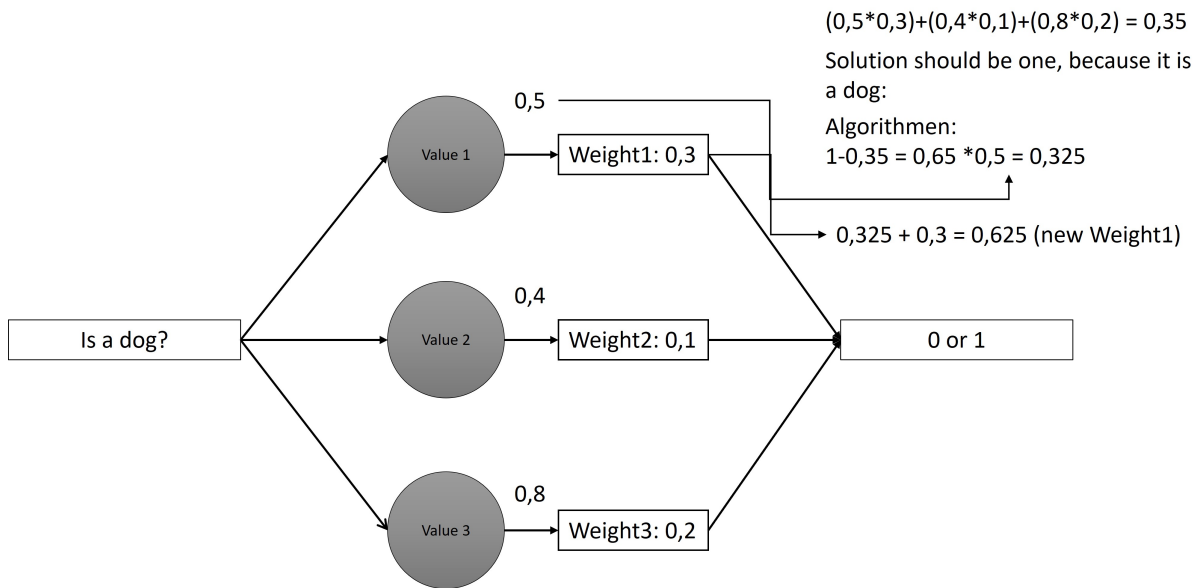 (0,5*0,3)+(0,4*0,1)+(0,8*0,2) = 0,35
Solution should be one, because it is
a dog:
Algorithmen:
1-0,35 = 0,65 *0,5 = 0,325
0,325 + 0,3 = 0,625 (new Weight1)
0,5
Value 1
Weight1: 0,3
0,4
Is a dog?
Value 2
Weight2: 0,1
0 or 1
0,8
Value 3
Weight3: 0,2